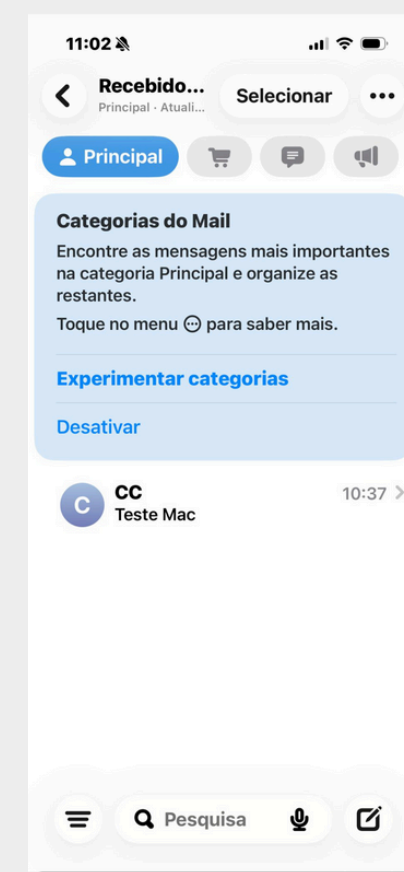 11:02
Recebido...
Principal · Atuali...
Selecionar
Principal
Categorias do Mail
Encontre as mensagens mais importantes
na categoria Principal e organize as
restantes.
Toque no menu para saber mais.
Experimentar categorias
Desativar
C
CC
10:37
Teste Mac
Pesquisa